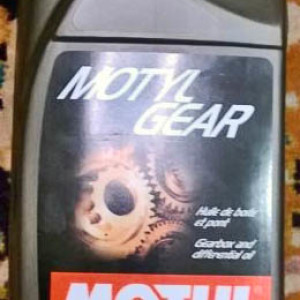 MOTYL
GEAR
Huile de boîte
et pont
Gearbox and
differential oil
MOTUL